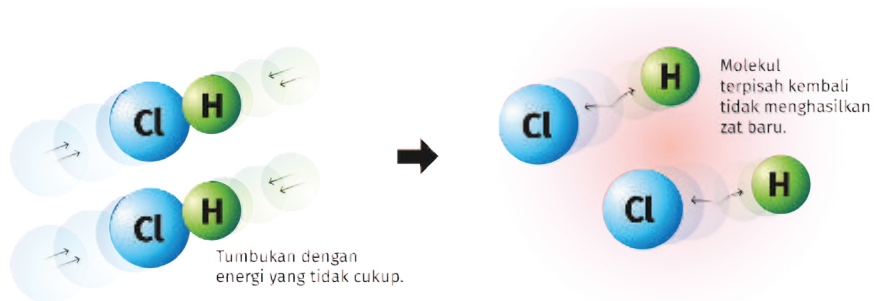 Cl H
Cl H
Tumbukan dengan
energi yang tidak cukup.
Cl H
Molekul
terpisah kembali
tidak menghasilkan
zat baru.
Cl H